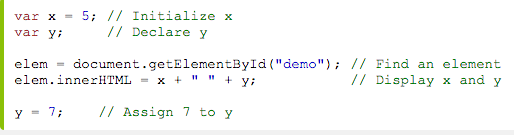 var x = 5; // Initialize x
var y;     // Declare y
elem = document.getElementById("demo"); // Find an element
elem.innerHTML = x + " " + y;           // Display x and y
y = 7;    // Assign 7 to y